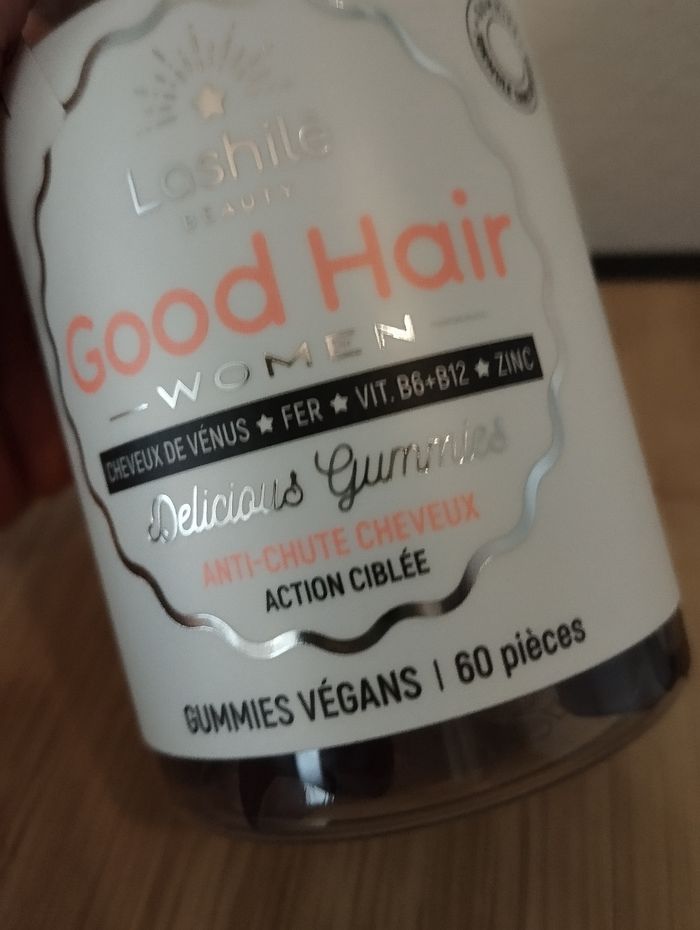 Lashilé
BEAUTY
Good Hair
WOMEN
CHEVEUX DE VÉNUS ★ FER ★ VIT. B6+B12 ★ ZINC
Delicious Gummies
ANTI-CHUTE CHEVEUX
ACTION CIBLÉE
GUMMIES VÉGANS | 60 pièces